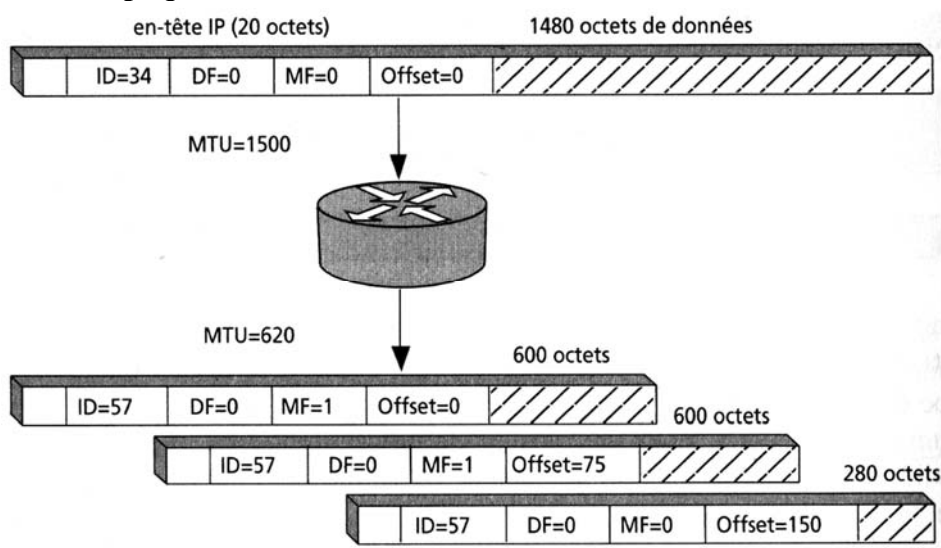 en-tête IP (20 octets) 1480 octets de données
ID=34 DF=0 MF=0 Offset=0
MTU=1500
MTU=620
600 octets
ID=57 DF=0 MF=1 Offset=0
600 octets
ID=57 DF=0 MF=1 Offset=75
280 octets
ID=57 DF=0 MF=0 Offset=150